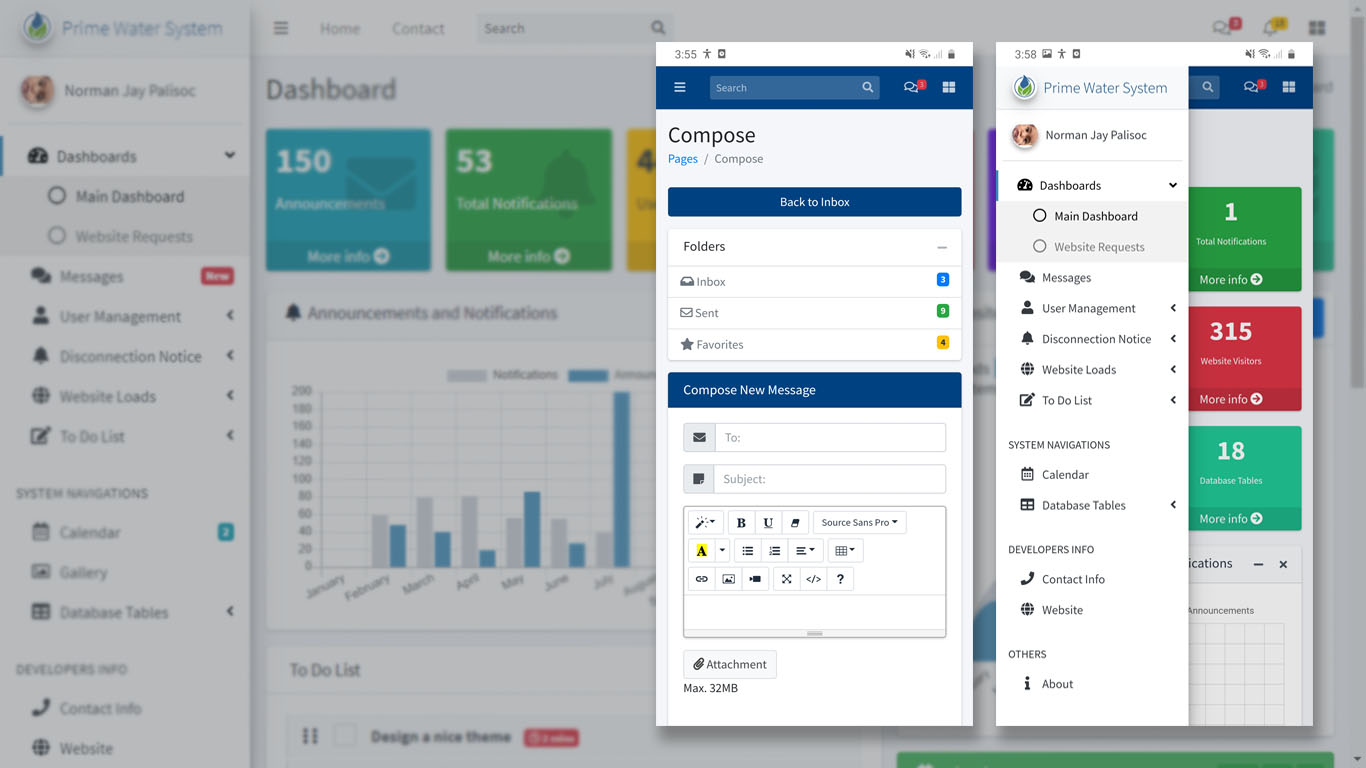 Prime Water System
Home
Contact
Search
3
15
Norman Jay Palisoc
Dashboards
Main Dashboard
Website Requests
Messages
New
User Management
Disconnection Notice
Website Loads
To Do List
SYSTEM NAVIGATIONS
Calendar
2
Gallery
Database Tables
DEVELOPERS INFO
Contact Info
Website
Dashboard
150
Announcements
More info
53
Total Notifications
More info
4
Announcements and Notifications
Notifications
Announ
200
180
160
140
120
100
80
60
40
20
0
January
February
March
April
May
June
July
August
To Do List
Design a nice theme
2 mins
3:55
Search
3
Compose
Pages / Compose
Back to Inbox
Folders
Inbox
3
Sent
9
Favorites
4
Compose New Message
To:
Subject:
B
U
Source Sans Pro
A
</>
?
Attachment
Max. 32MB
3:58
Prime Water System
3
Norman Jay Palisoc
Dashboards
Main Dashboard
Website Requests
Messages
User Management
Disconnection Notice
Website Loads
To Do List
SYSTEM NAVIGATIONS
Calendar
Database Tables
DEVELOPERS INFO
Contact Info
Website
OTHERS
About
1
Total Notifications
More info
315
Website Visitors
More info
18
Database Tables
More info
ications
Announcements